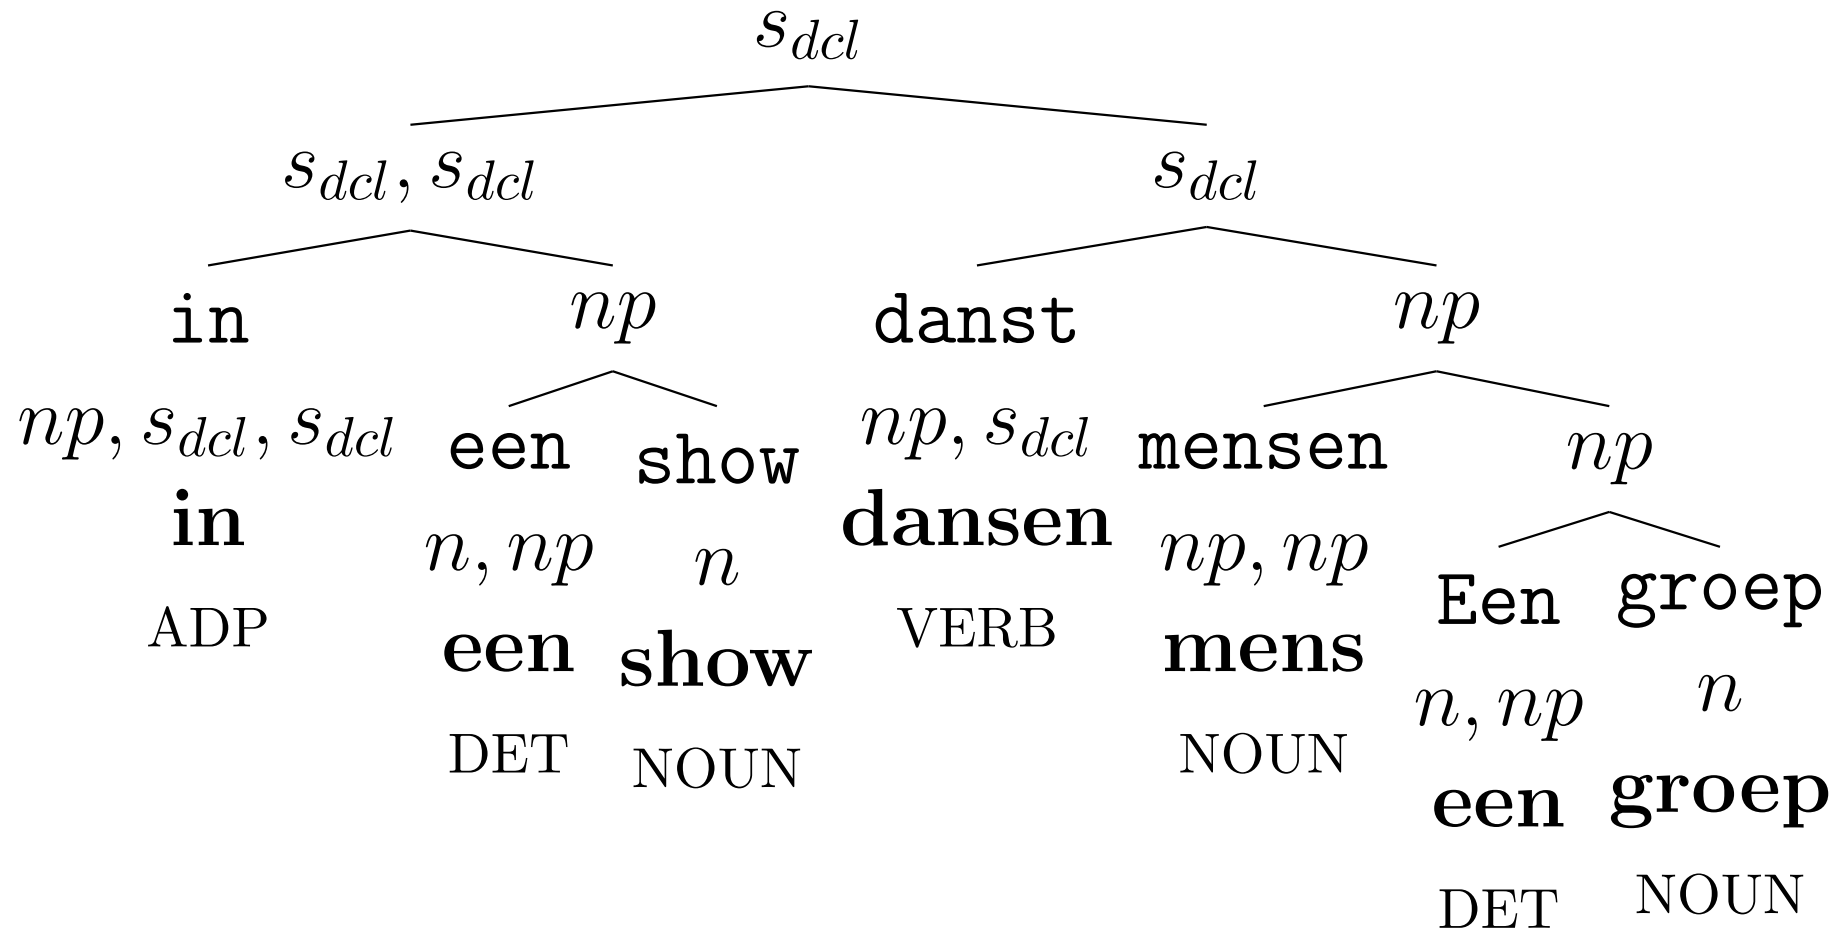 s_dcl
s_dcl, s_dcl
s_dcl
in
np
danst
np
np, s_dcl, s_dcl
een
show
np, s_dcl
mensen
np
in
n, np
n
dansen
np, np
Een
groep
ADP
een
show
VERB
mens
n, np
n
DET
NOUN
NOUN
een
groep
DET
NOUN